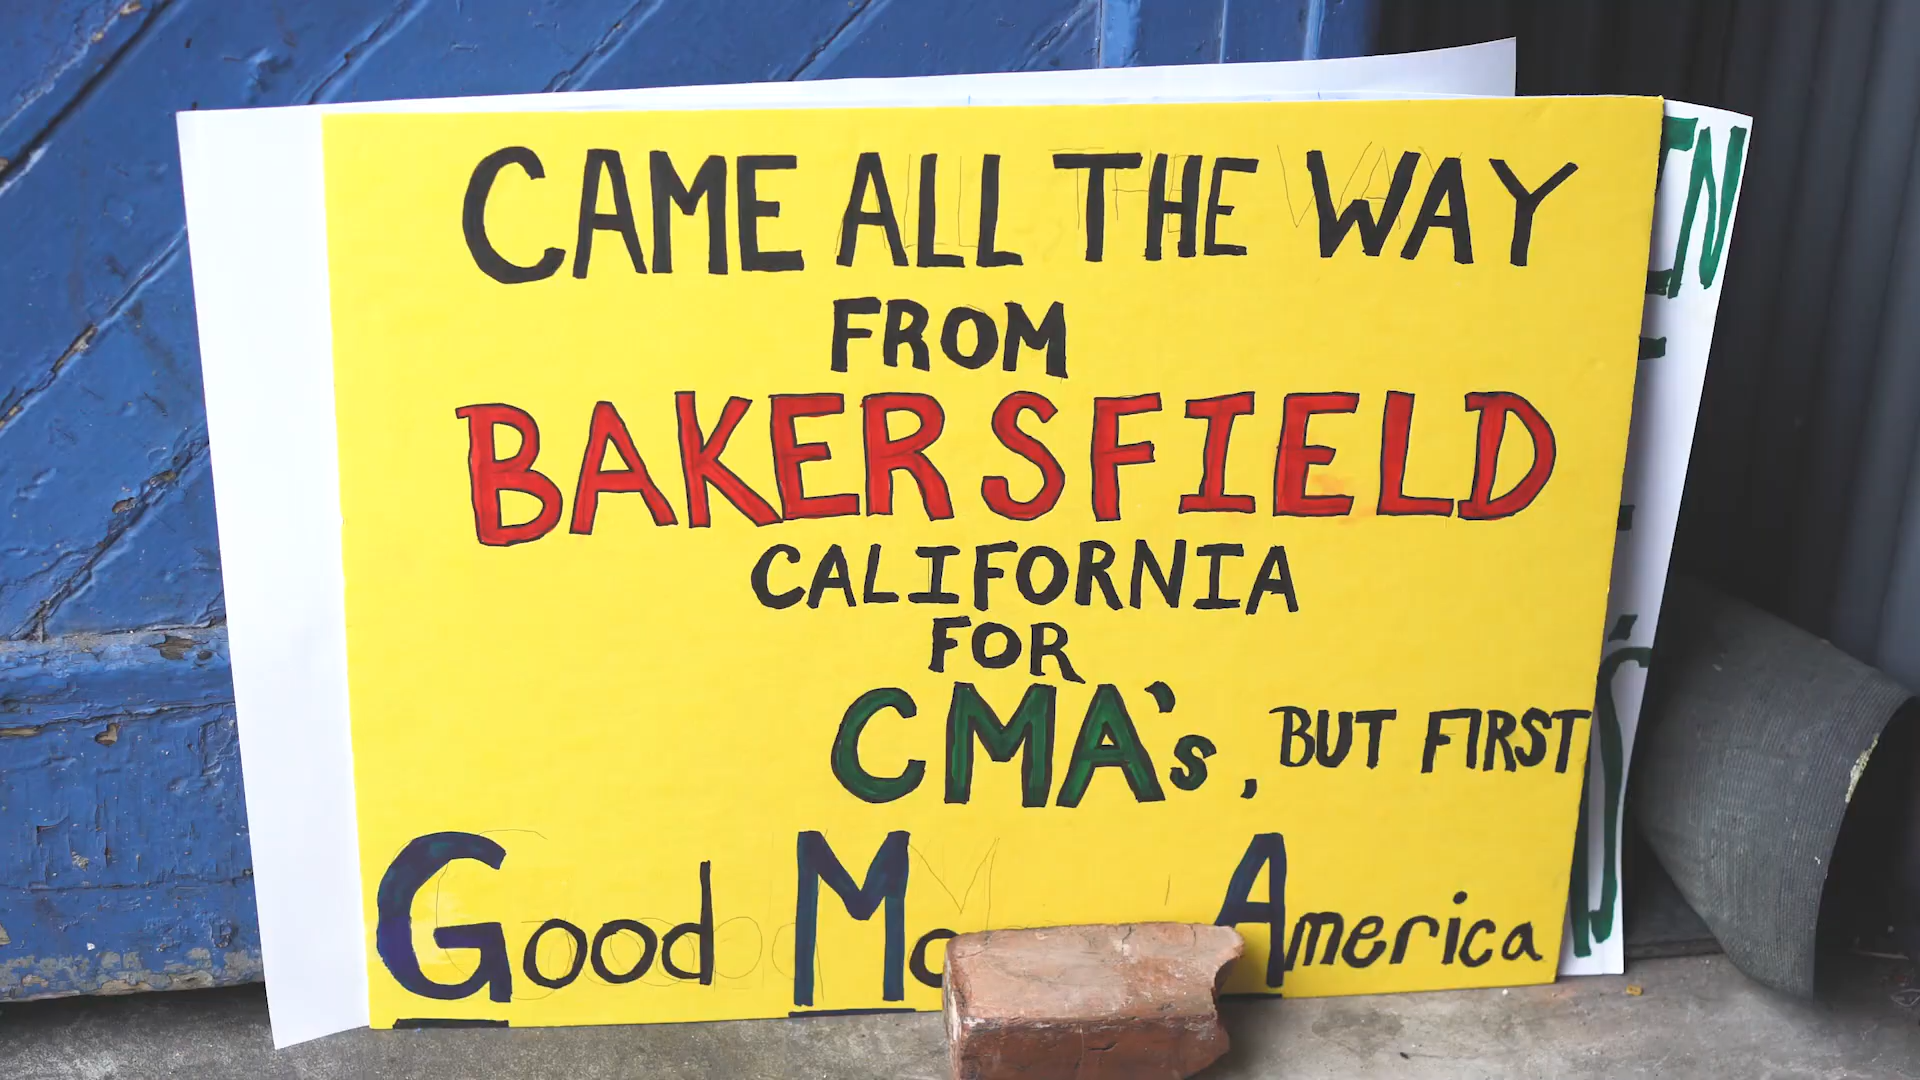 CAME ALL THE WAY
FROM
BAKERSFIELD
CALIFORNIA
FOR
CMA's, BUT FIRST
Good America